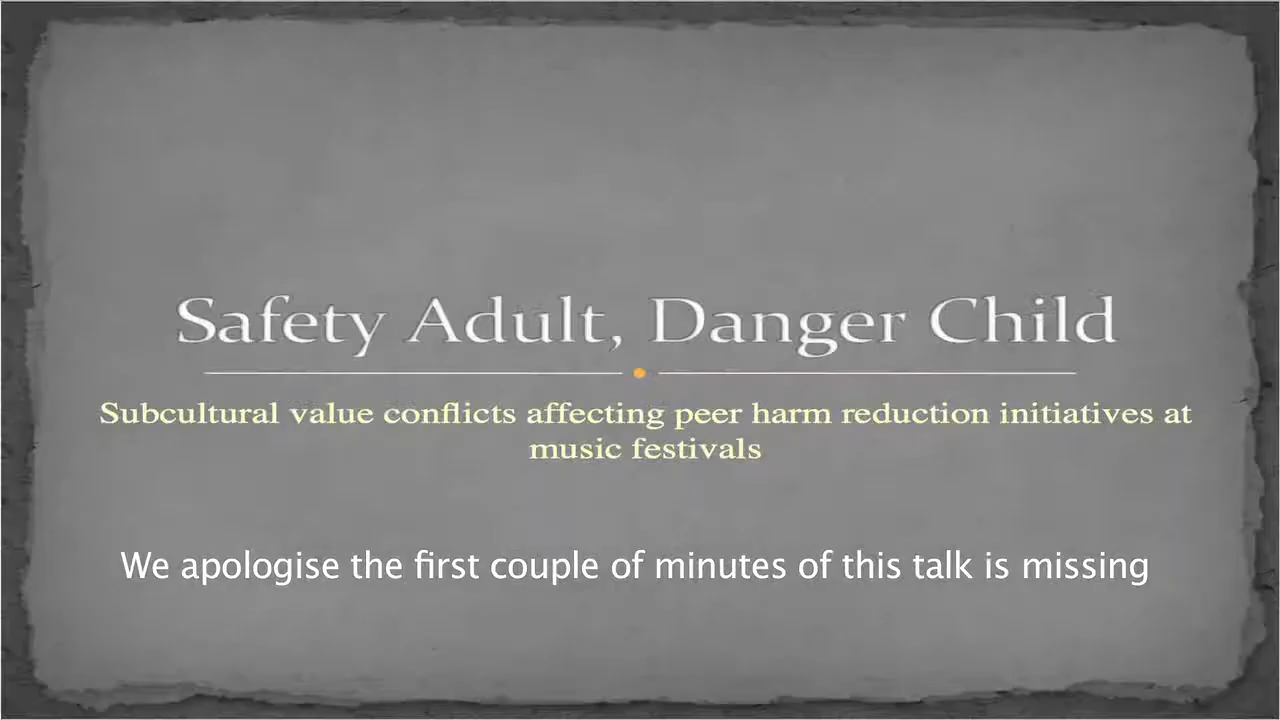 Safety Adult, Danger Child
Subcultural value conflicts affecting peer harm reduction initiatives at
music festivals
We apologise the first couple of minutes of this talk is missing